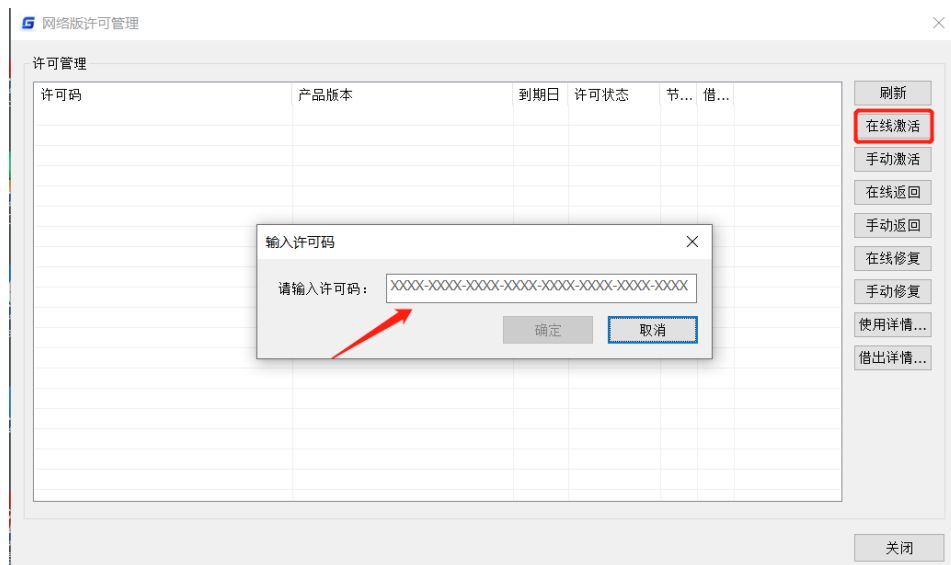 网络版许可管理
许可管理
许可码 产品版本 到期日 许可状态 节... 借...
刷新
在线激活
手动激活
在线返回
手动返回
在线修复
手动修复
使用详情...
借出详情...
输入许可码
请输入许可码： XXXX-XXXX-XXXX-XXXX-XXXX-XXXX-XXXX-XXXX
确定 取消
关闭